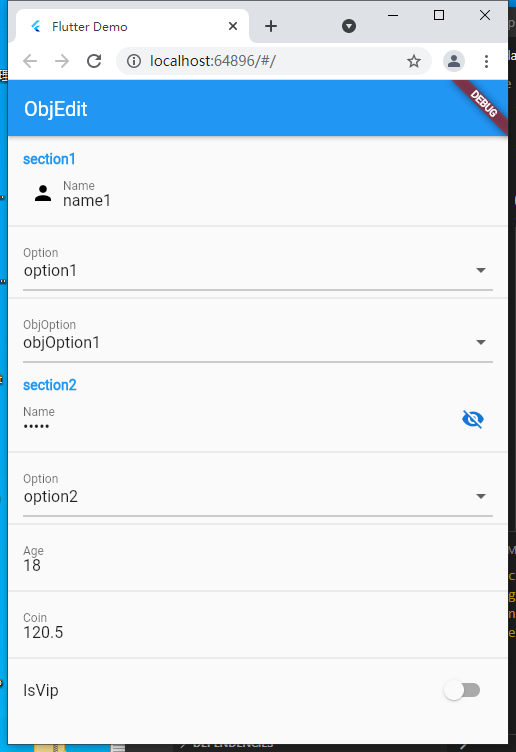 Flutter Demo
localhost:64896/#/
ObjEdit
DEBUG
section1
Name
name1
Option
option1
ObjOption
objOption1
section2
Name
•••••
Option
option2
Age
18
Coin
120.5
IsVip
DEPENDENCIES